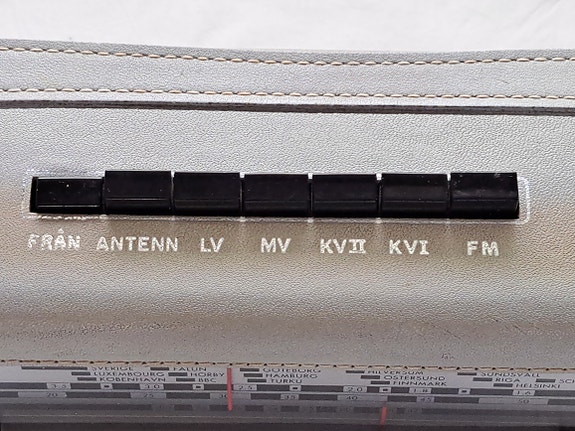 FRÅN ANTENN LV MV KVII KVI FM
SVERIGE FALUN GÖTEBORG HILVERSUM SUNDSVALL
LUXEMBOURG HÖRBY HAMBURG ÖSTERSUND RIGA
KÖBENHAVN BBC TURKU FINNMARK HELSINKI